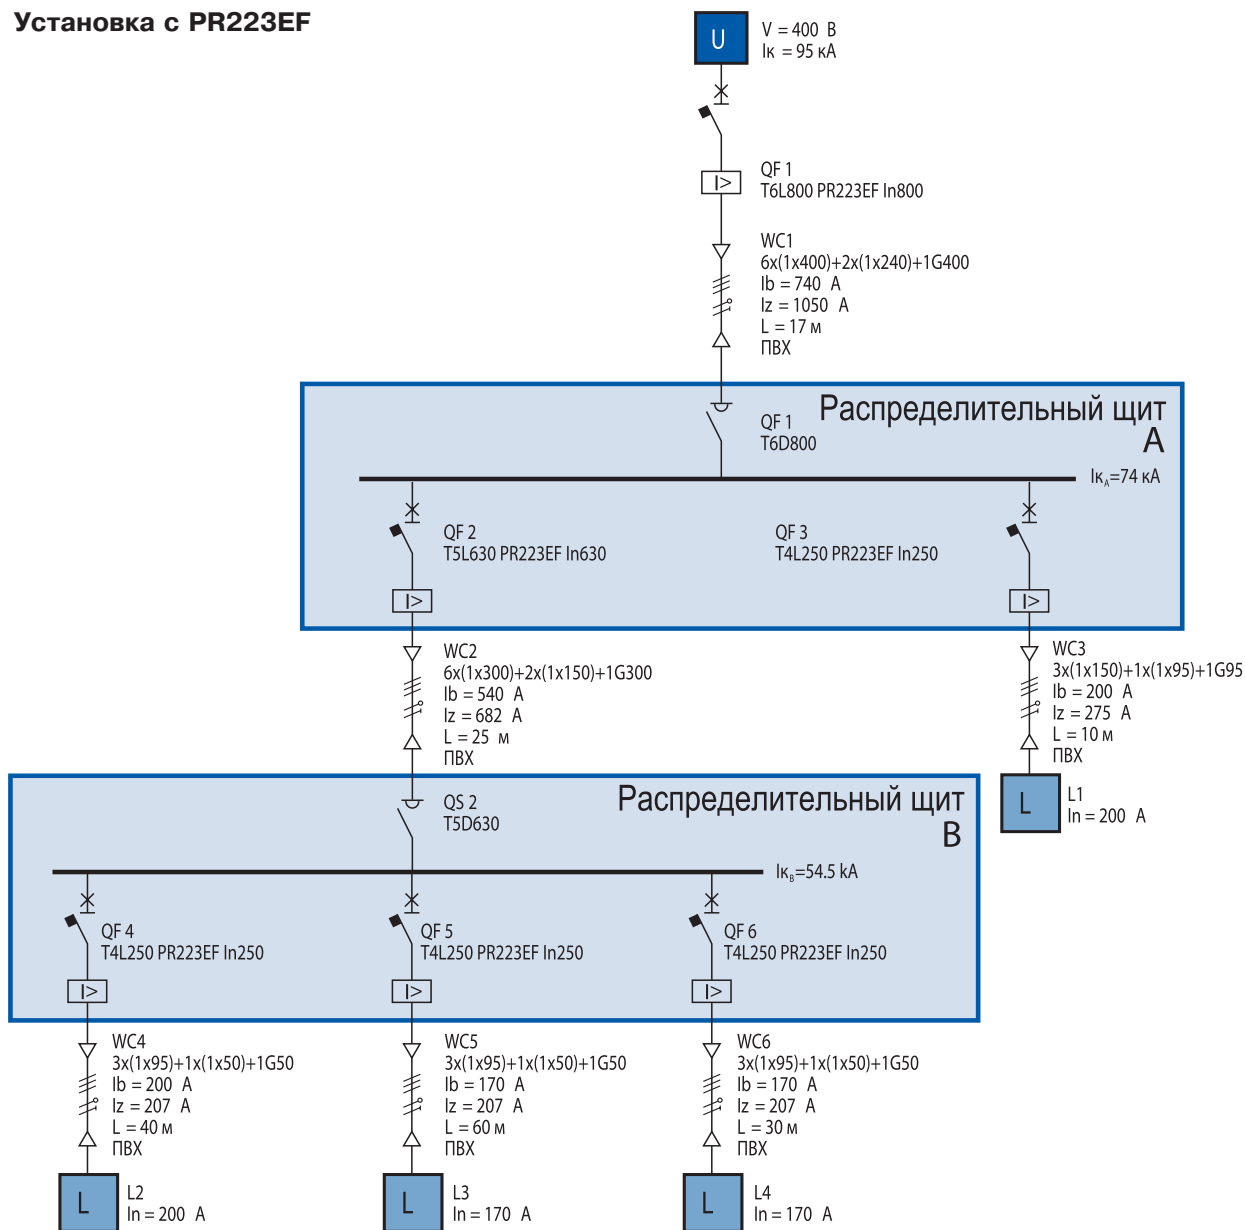 Установка с PR223EF
U
V = 400 В
Iк = 95 кА
QF 1
T6L800 PR223EF In800
I>
WC1
6x(1x400)+2x(1x240)+1G400
Ib = 740 А
Iz = 1050 А
L = 17 м
ПВХ
Распределительный щит
А
QF 1
T6D800
IкA=74 кА
QF 2
T5L630 PR223EF In630
I>
QF 3
T4L250 PR223EF In250
I>
WC2
6x(1x300)+2x(1x150)+1G300
Ib = 540 А
Iz = 682 А
L = 25 м
ПВХ
WC3
3x(1x150)+1x(1x95)+1G95
Ib = 200 А
Iz = 275 А
L = 10 м
ПВХ
L
L1
In = 200 А
Распределительный щит
В
QS 2
T5D630
IкB=54.5 kA
QF 4
T4L250 PR223EF In250
I>
QF 5
T4L250 PR223EF In250
I>
QF 6
T4L250 PR223EF In250
I>
WC4
3x(1x95)+1x(1x50)+1G50
Ib = 200 А
Iz = 207 А
L = 40 м
ПВХ
WC5
3x(1x95)+1x(1x50)+1G50
Ib = 170 А
Iz = 207 А
L = 60 м
ПВХ
WC6
3x(1x95)+1x(1x50)+1G50
Ib = 170 А
Iz = 207 А
L = 30 м
ПВХ
L
L2
In = 200 А
L
L3
In = 170 А
L
L4
In = 170 А